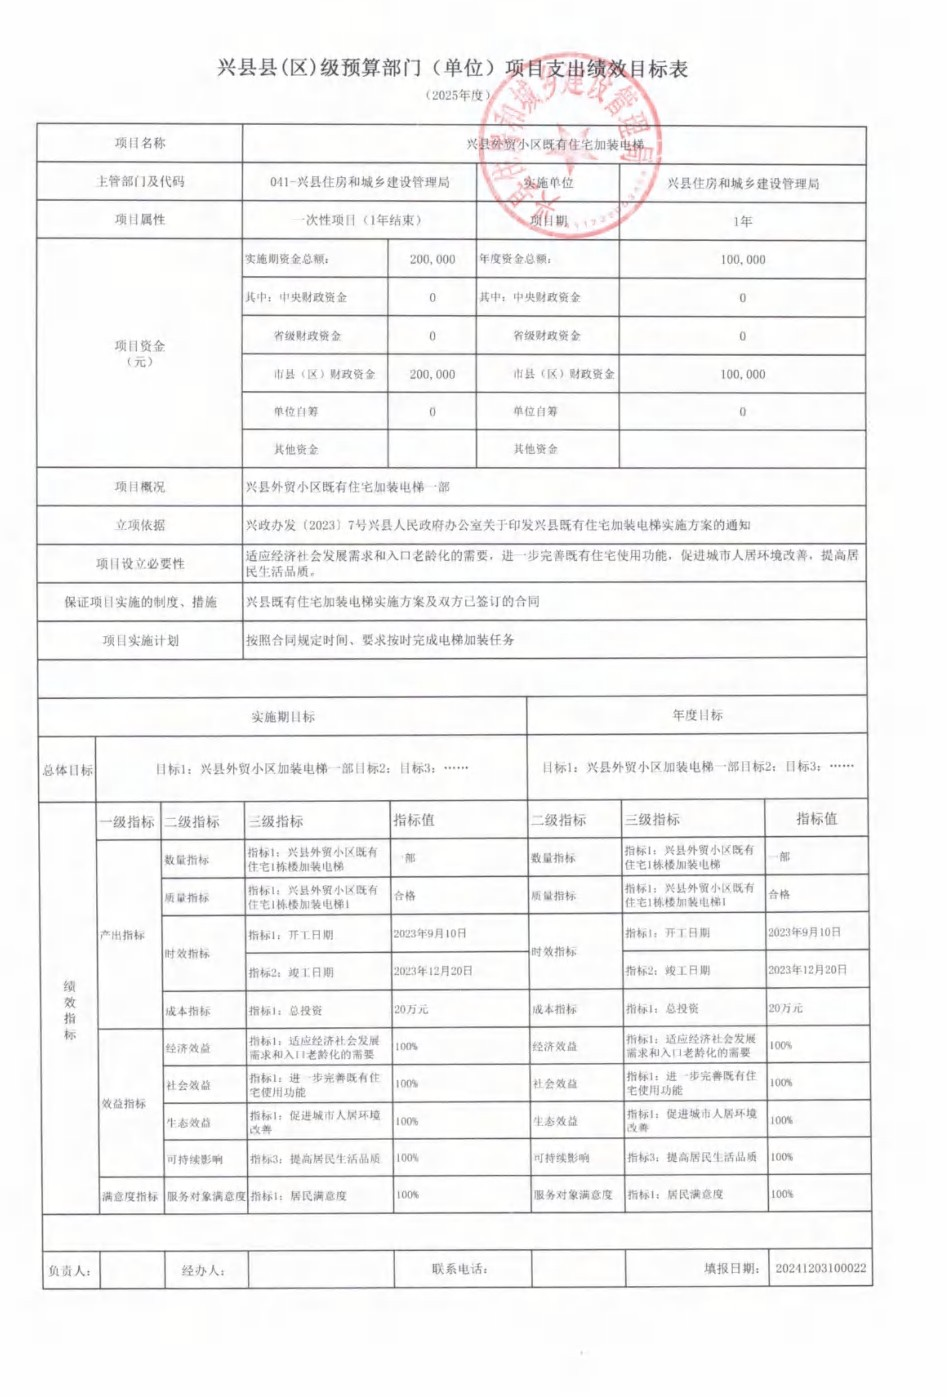 兴县县(区)级预算部门（单位）项目支出绩效目标表
（2025年度）
项目名称 兴县外贸小区既有住宅加装电梯
主管部门及代码 041-兴县住房和城乡建设管理局 实施单位 兴县住房和城乡建设管理局
项目属性 一次性项目（1年结束） 项目期 1年
项目资金
（元）
实施期资金总额： 200,000 年度资金总额： 100,000
其中：中央财政资金 0 其中：中央财政资金 0
省级财政资金 0 省级财政资金 0
市县（区）财政资金 200,000 市县（区）财政资金 100,000
单位自筹 0 单位自筹 0
其他资金 其他资金
项目概况 兴县外贸小区既有住宅加装电梯一部
立项依据 兴政办发〔2023〕7号兴县人民政府办公室关于印发兴县既有住宅加装电梯实施方案的通知
项目设立必要性 适应经济社会发展需求和人口老龄化的需要，进一步完善既有住宅使用功能，促进城市人居环境改善，提高居
民生活品质。
保证项目实施的制度、措施 兴县既有住宅加装电梯实施方案及双方已签订的合同
项目实施计划 按照合同规定时间、要求按时完成电梯加装任务
实施期目标 年度目标
总体目标 目标1：兴县外贸小区加装电梯一部目标2：目标3：…… 目标1：兴县外贸小区加装电梯一部目标2：目标3：……
绩效指标
一级指标 二级指标 三级指标 指标值 二级指标 三级指标 指标值
产出指标
数量指标 指标1：兴县外贸小区既有 一部 数量指标 指标1：兴县外贸小区既有 一部
住宅1栋楼加装电梯 住宅1栋楼加装电梯
质量指标 指标1：兴县外贸小区既有 合格 质量指标 指标1：兴县外贸小区既有 合格
住宅1栋楼加装电梯1 住宅1栋楼加装电梯1
时效指标 指标1：开工日期 2023年9月10日 时效指标 指标1：开工日期 2023年9月10日
指标2：竣工日期 2023年12月20日 指标2：竣工日期 2023年12月20日
成本指标 指标1：总投资 20万元 成本指标 指标1：总投资 20万元
效益指标
经济效益 指标1：适应经济社会发展 100% 经济效益 指标1：适应经济社会发展 100%
需求和人口老龄化的需要 需求和人口老龄化的需要
社会效益 指标1：进一步完善既有住 100% 社会效益 指标1：进一步完善既有住 100%
宅使用功能 宅使用功能
生态效益 指标1：促进城市人居环境 100% 生态效益 指标1：促进城市人居环境 100%
改善 改善
可持续影响 指标3：提高居民生活品质 100% 可持续影响 指标3：提高居民生活品质 100%
满意度指标 服务对象满意度 指标1：居民满意度 100% 服务对象满意度 指标1：居民满意度 100%
负责人： 经办人： 联系电话： 填报日期： 20241203100022
兴县住房和城乡建设管理局